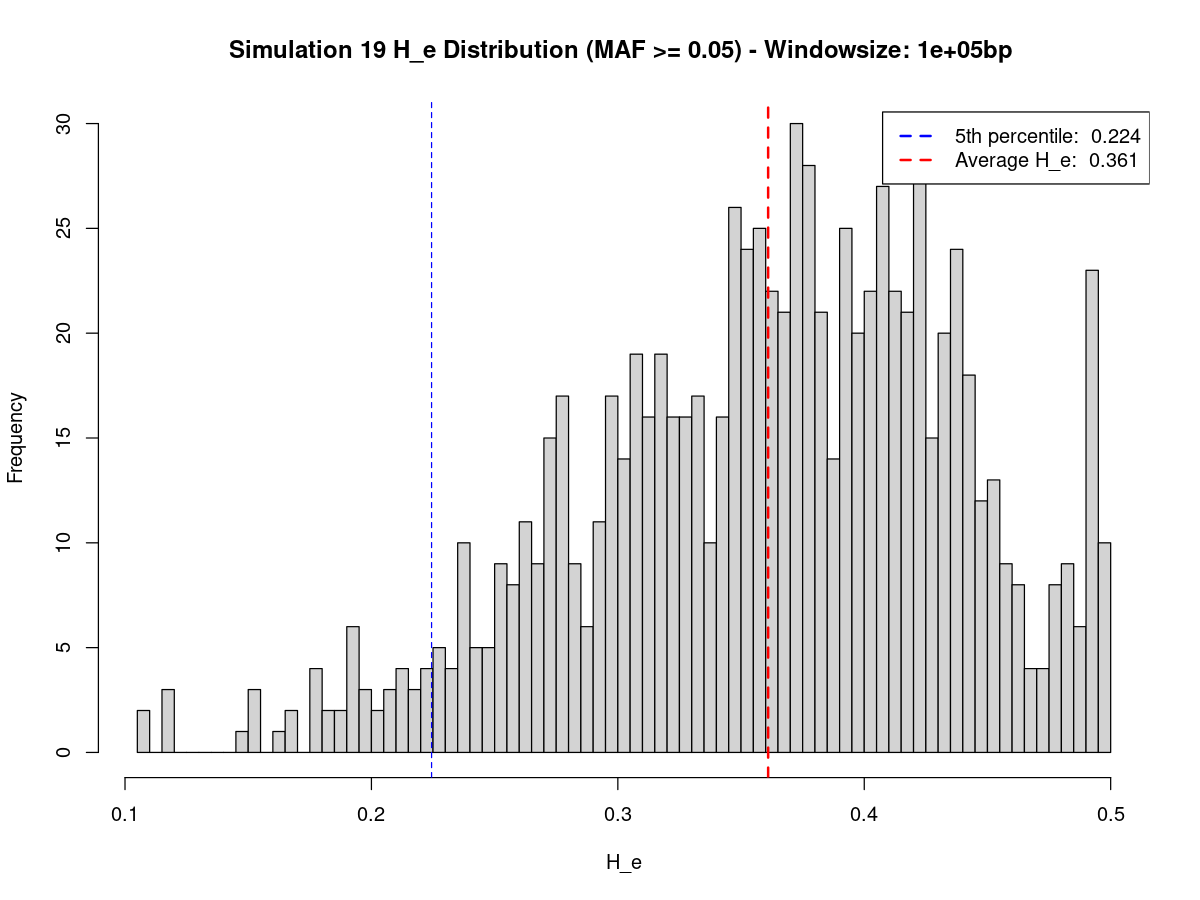 Simulation 19 H_e Distribution (MAF >= 0.05) - Windowsize: 1e+05bp
5th percentile: 0.224
Average H_e: 0.361
Frequency
30
25
20
15
10
5
0
0.1 0.2 0.3 0.4 0.5
H_e